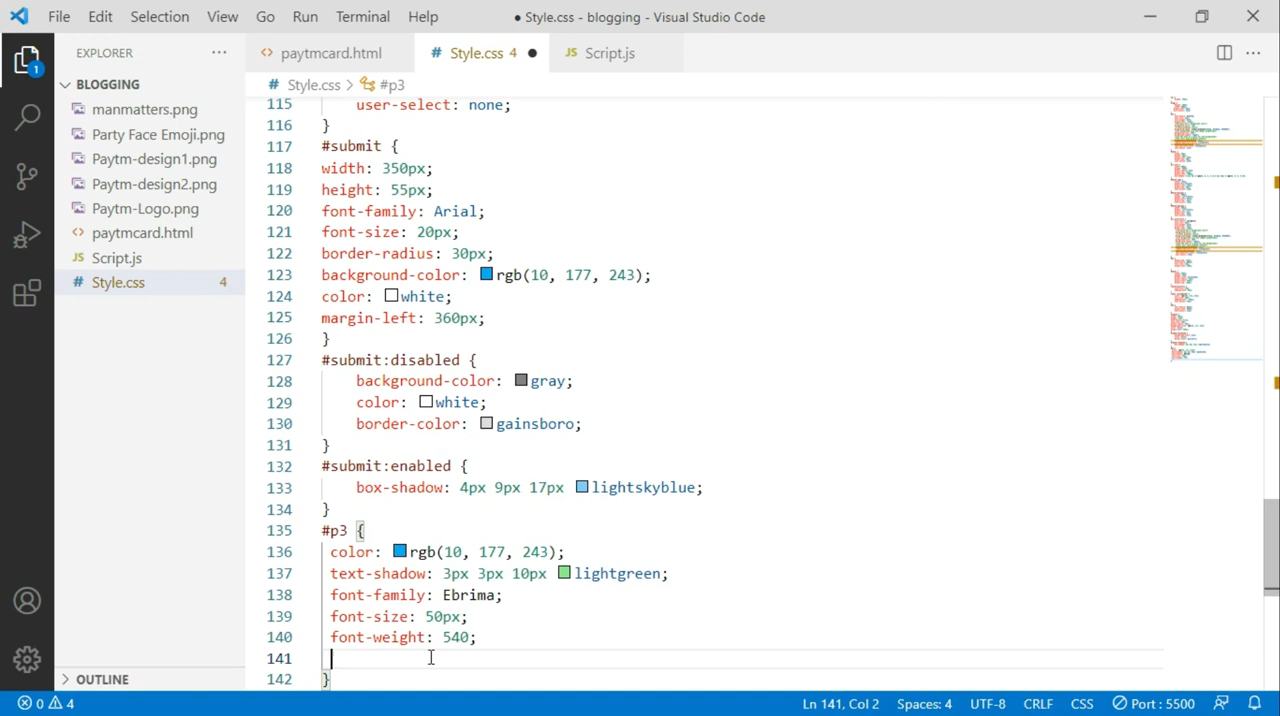 File Edit Selection View Go Run Terminal Help
● Style.css - blogging - Visual Studio Code
EXPLORER ...
<> paytmcard.html # Style.css 4 ● JS Script.js
BLOGGING
# Style.css > #p3
manmatters.png
Party Face Emoji.png
Paytm-design1.png
Paytm-design2.png
Paytm-Logo.png
<> paytmcard.html
JS Script.js
# Style.css 4
1
115 user-select: none;
116 }
117 #submit {
118 width: 350px;
119 height: 55px;
120 font-family: Arial;
121 font-size: 20px;
122 border-radius: 30px;
123 background-color: rgb(10, 177, 243);
124 color: white;
125 margin-left: 360px;
126 }
127 #submit:disabled {
128 background-color: gray;
129 color: white;
130 border-color: gainsboro;
131 }
132 #submit:enabled {
133 box-shadow: 4px 9px 17px lightskyblue;
134 }
135 #p3 {
136 color: rgb(10, 177, 243);
137 text-shadow: 3px 3px 10px lightgreen;
138 font-family: Ebrima;
139 font-size: 50px;
140 font-weight: 540;
141
142 }
OUTLINE
0 4 Ln 141, Col 2 Spaces: 4 UTF-8 CRLF CSS Port : 5500